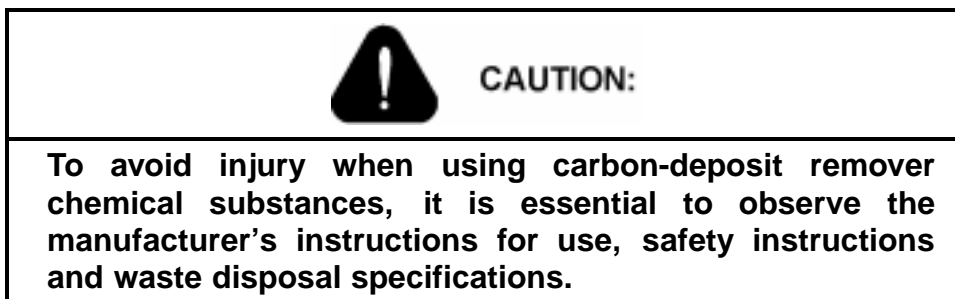 CAUTION:
To avoid injury when using carbon-deposit remover
chemical substances, it is essential to observe the
manufacturer's instructions for use, safety instructions
and waste disposal specifications.